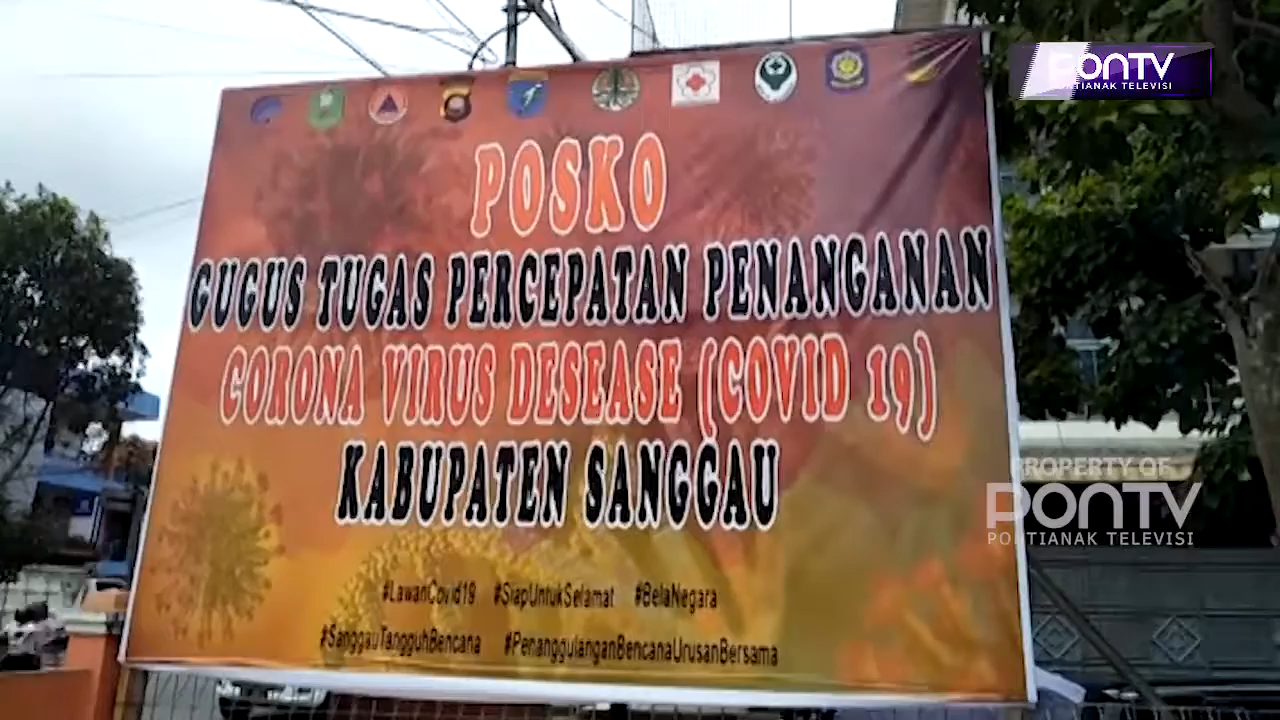 PONTV
PONTIANAK TELEVISI
POSKO
GUGUS TUGAS PERCEPATAN PENANGANAN
CORONA VIRUS DESEASE (COVID 19)
KABUPATEN SANGGAU
#LawanCovid19 #SiapUntukSelamat #BelaNegara
#SanggauTangguhBencana #PenanggulanganBencanaUrusanBersama
PROPERTY OF
PONTV
PONTIANAK TELEVISI